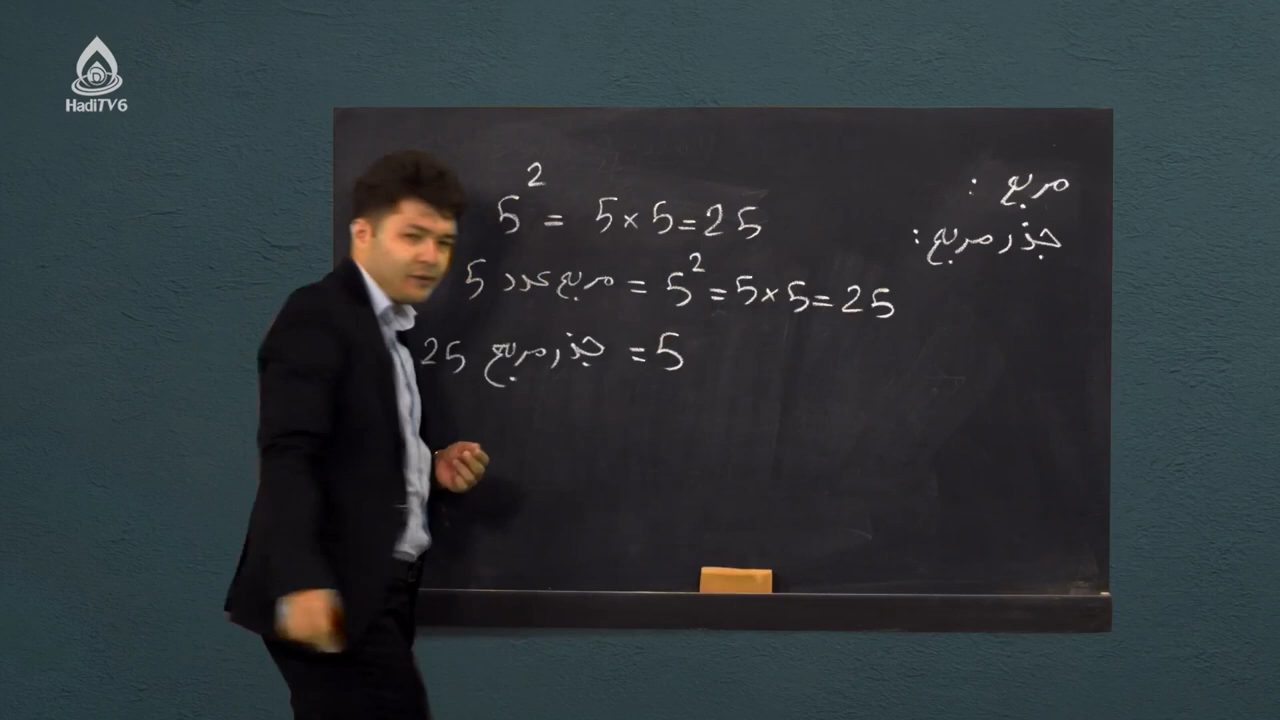 HadiTV6
مربع :
جذر مربع :
5² = 5×5=25
5 مربع عدد = 5²=5×5=25
25 جذر مربع =5